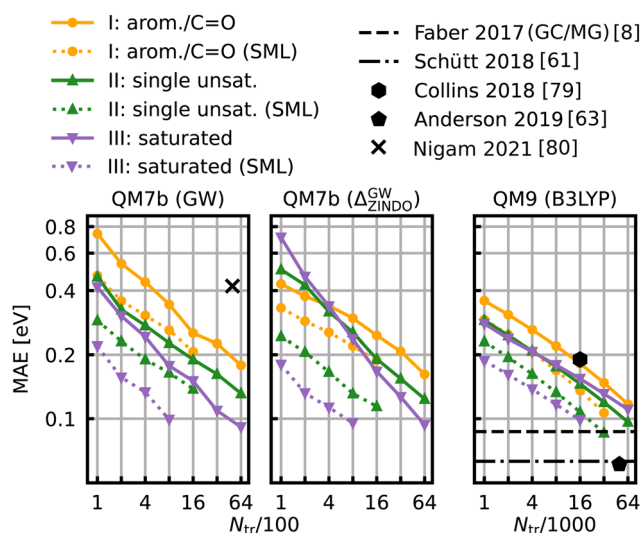 I: arom./C=O
I: arom./C=O (SML)
II: single unsat.
II: single unsat. (SML)
III: saturated
III: saturated (SML)
Faber 2017 (GC/MG) [8]
Schütt 2018 [61]
Collins 2018 [79]
Anderson 2019 [63]
Nigam 2021 [80]
QM7b (GW)
QM7b (Δ^GW_ZINDO)
QM9 (B3LYP)
MAE [eV]
0.8
0.6
0.4
0.2
0.1
1 4 16 64
1 4 16 64
1 4 16 64
N_tr/100
N_tr/1000